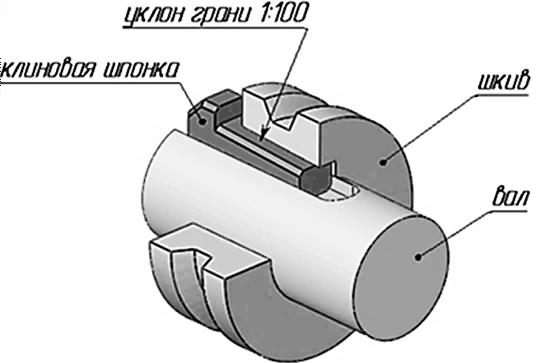 уклон грани 1:100
клиновая шпонка
шкив
вал